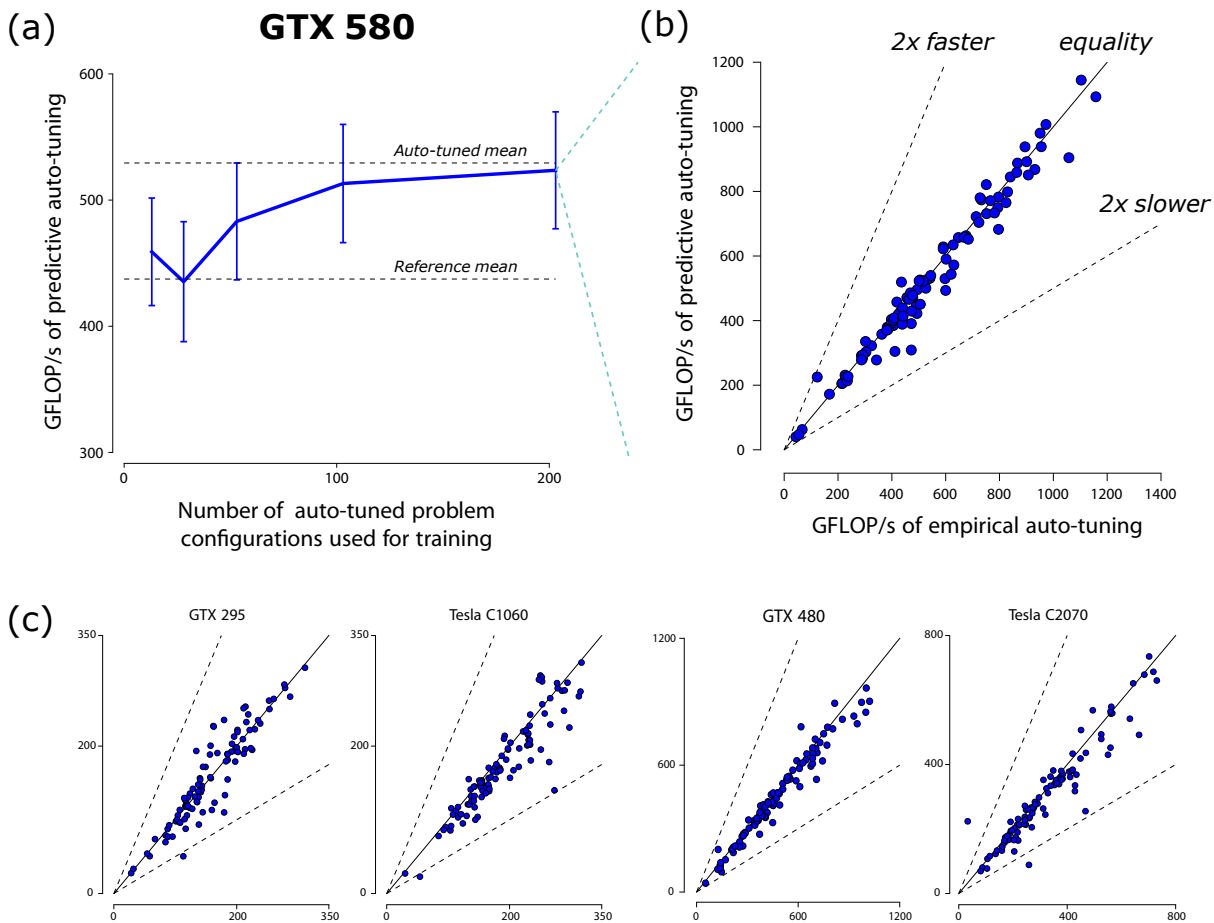 (a)
GTX 580
GFLOP/s of predictive auto-tuning
600
500
400
300
Auto-tuned mean
Reference mean
0
100
200
Number of auto-tuned problem
configurations used for training
(b)
2x faster
equality
2x slower
GFLOP/s of predictive auto-tuning
1200
1000
800
600
400
200
0
0
200
400
600
800
1000
1200
1400
GFLOP/s of empirical auto-tuning
(c)
GTX 295
350
200
0
0
200
350
Tesla C1060
350
200
0
0
200
350
GTX 480
1200
600
0
0
600
1200
Tesla C2070
800
400
0
0
400
800